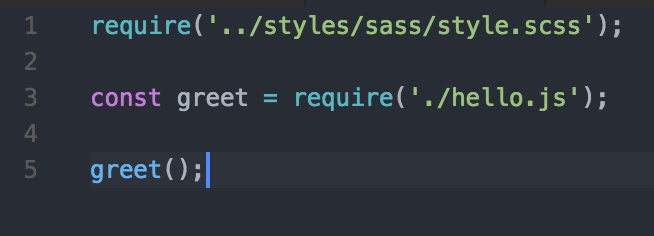 1 require('../styles/sass/style.scss');
2
3 const greet = require('./hello.js');
4
5 greet();